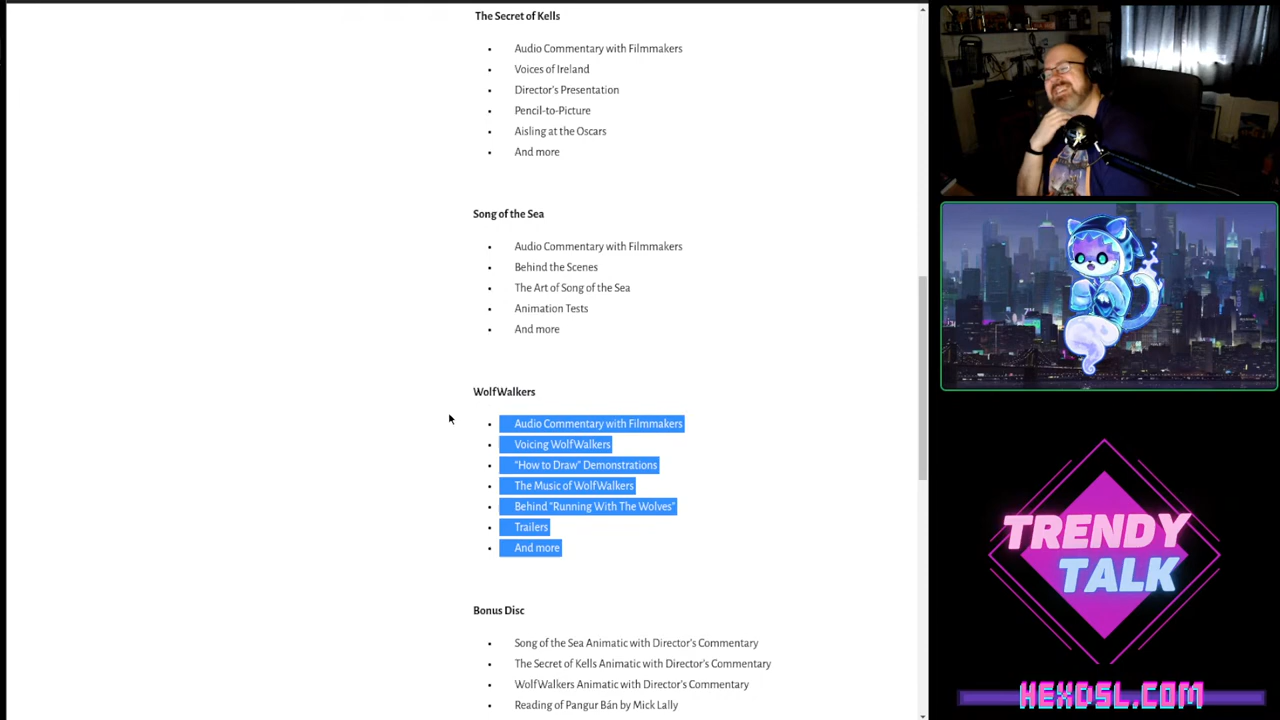 The Secret of Kells
Audio Commentary with Filmmakers
Voices of Ireland
Director's Presentation
Pencil-to-Picture
Aisling at the Oscars
And more
Song of the Sea
Audio Commentary with Filmmakers
Behind the Scenes
The Art of Song of the Sea
Animation Tests
And more
WolfWalkers
Audio Commentary with Filmmakers
Voicing WolfWalkers
“How to Draw” Demonstrations
The Music of WolfWalkers
Behind “Running With The Wolves”
Trailers
And more
Bonus Disc
Song of the Sea Animatic with Director's Commentary
The Secret of Kells Animatic with Director's Commentary
WolfWalkers Animatic with Director's Commentary
Reading of Pangur Bán by Mick Lally
TRENDY
TALK
HEXDSL.COM